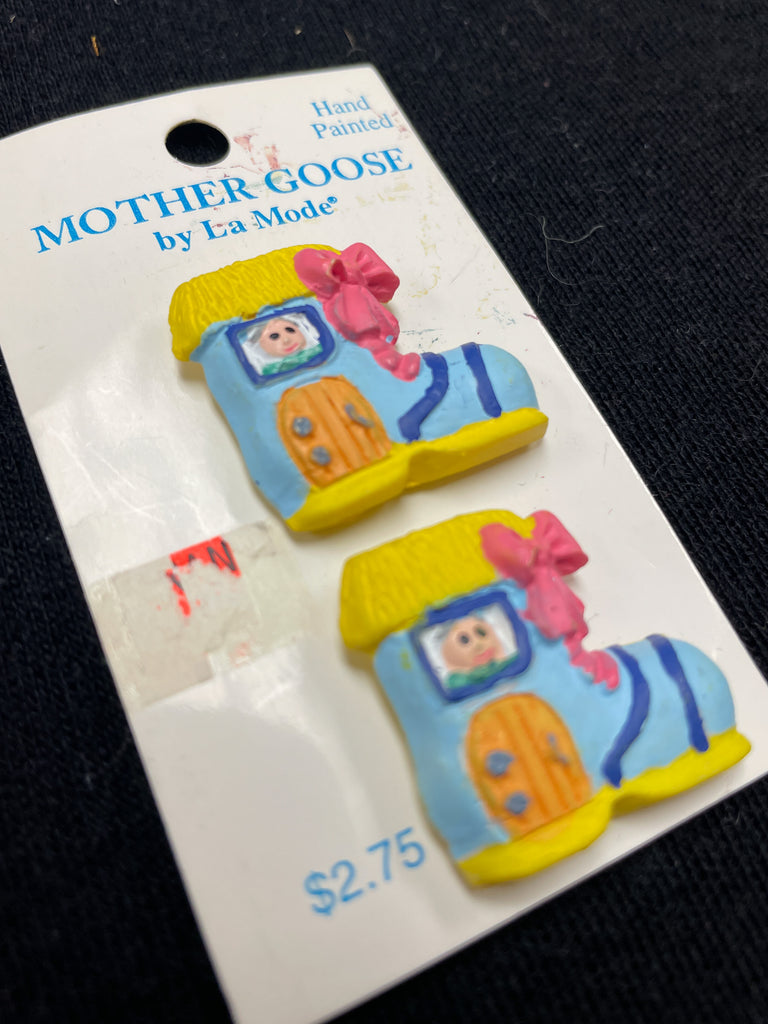 Hand
Painted
MOTHER GOOSE
by La Mode®
$2.75